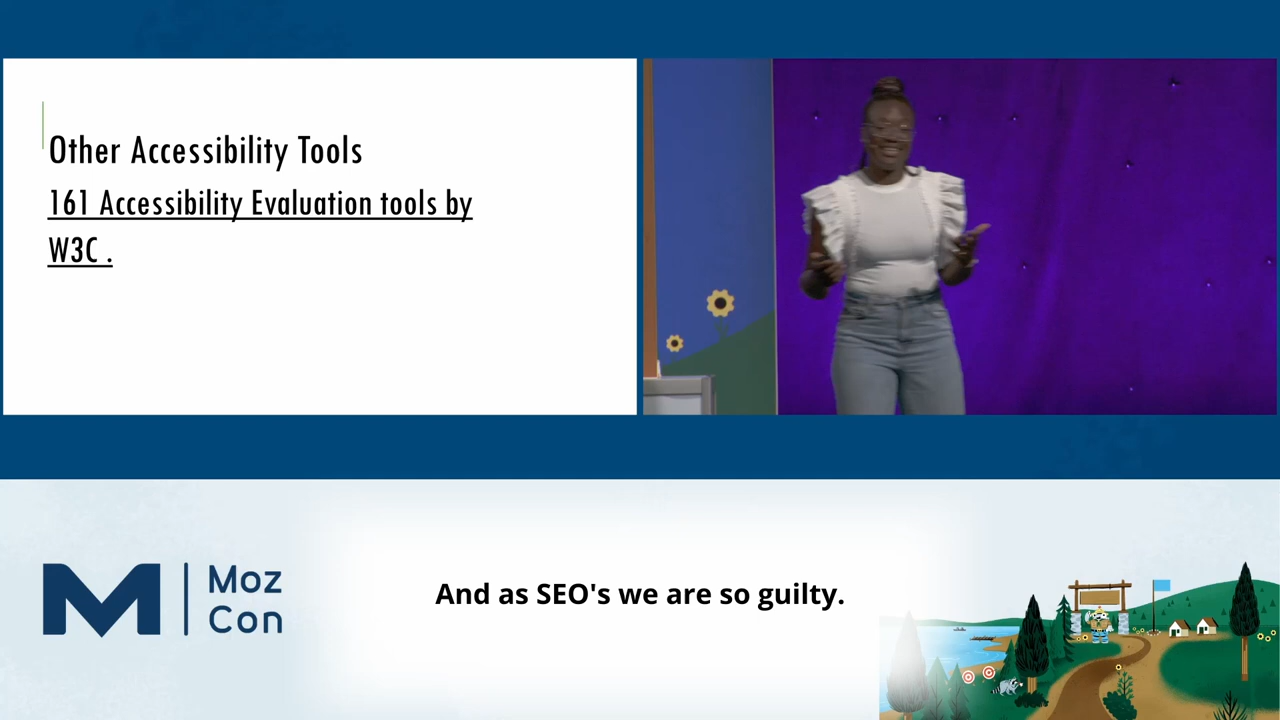 Other Accessibility Tools
161 Accessibility Evaluation tools by
W3C .
Moz
Con
And as SEO's we are so guilty.